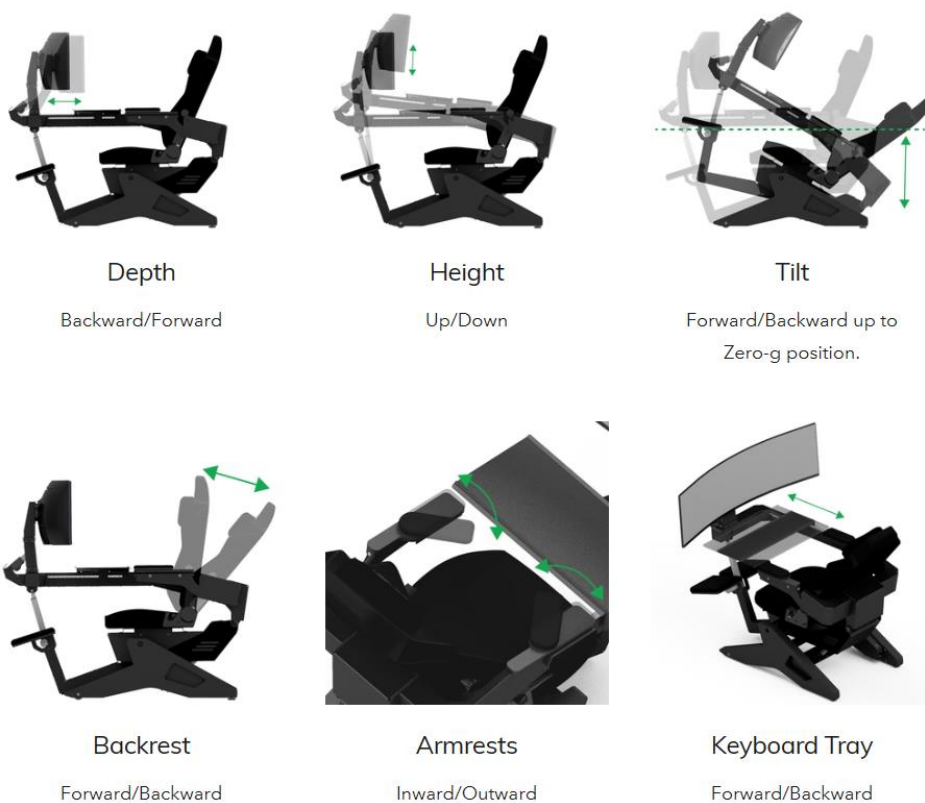 Depth
Height
Tilt
Backward/Forward
Up/Down
Forward/Backward up to
Zero-g position.
Backrest
Armrests
Keyboard Tray
Forward/Backward
Inward/Outward
Forward/Backward